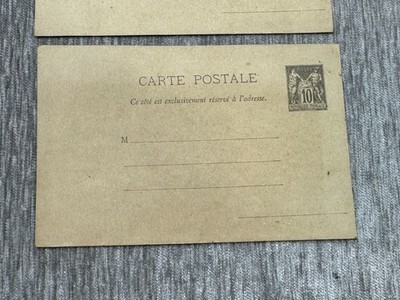 CARTE POSTALE
Ce côté est exclusivement réservé à l'adresse.
10
M